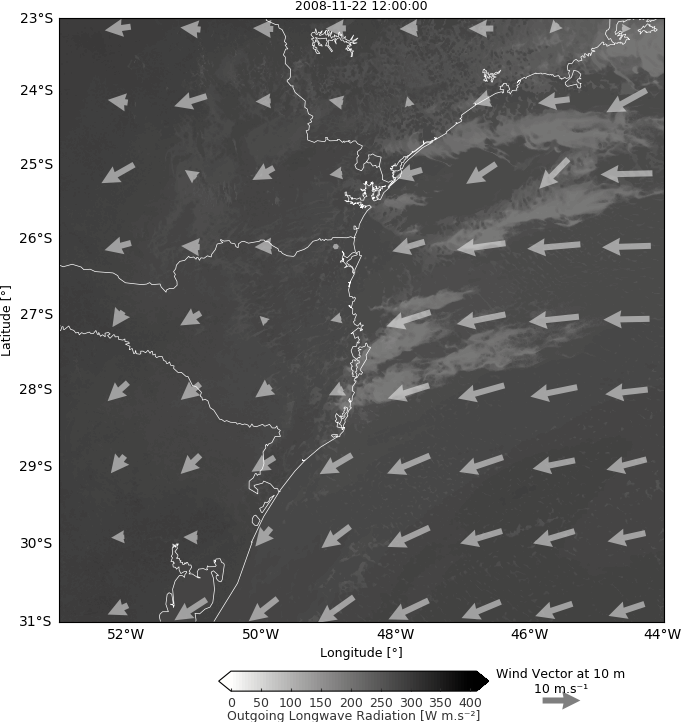 2008-11-22 12:00:00
23°S
24°S
25°S
26°S
27°S
28°S
29°S
30°S
31°S
Latitude [°]
52°W 50°W 48°W 46°W 44°W
Longitude [°]
0 50 100 150 200 250 300 350 400
Outgoing Longwave Radiation [W m.s⁻²]
Wind Vector at 10 m
10 m.s⁻¹